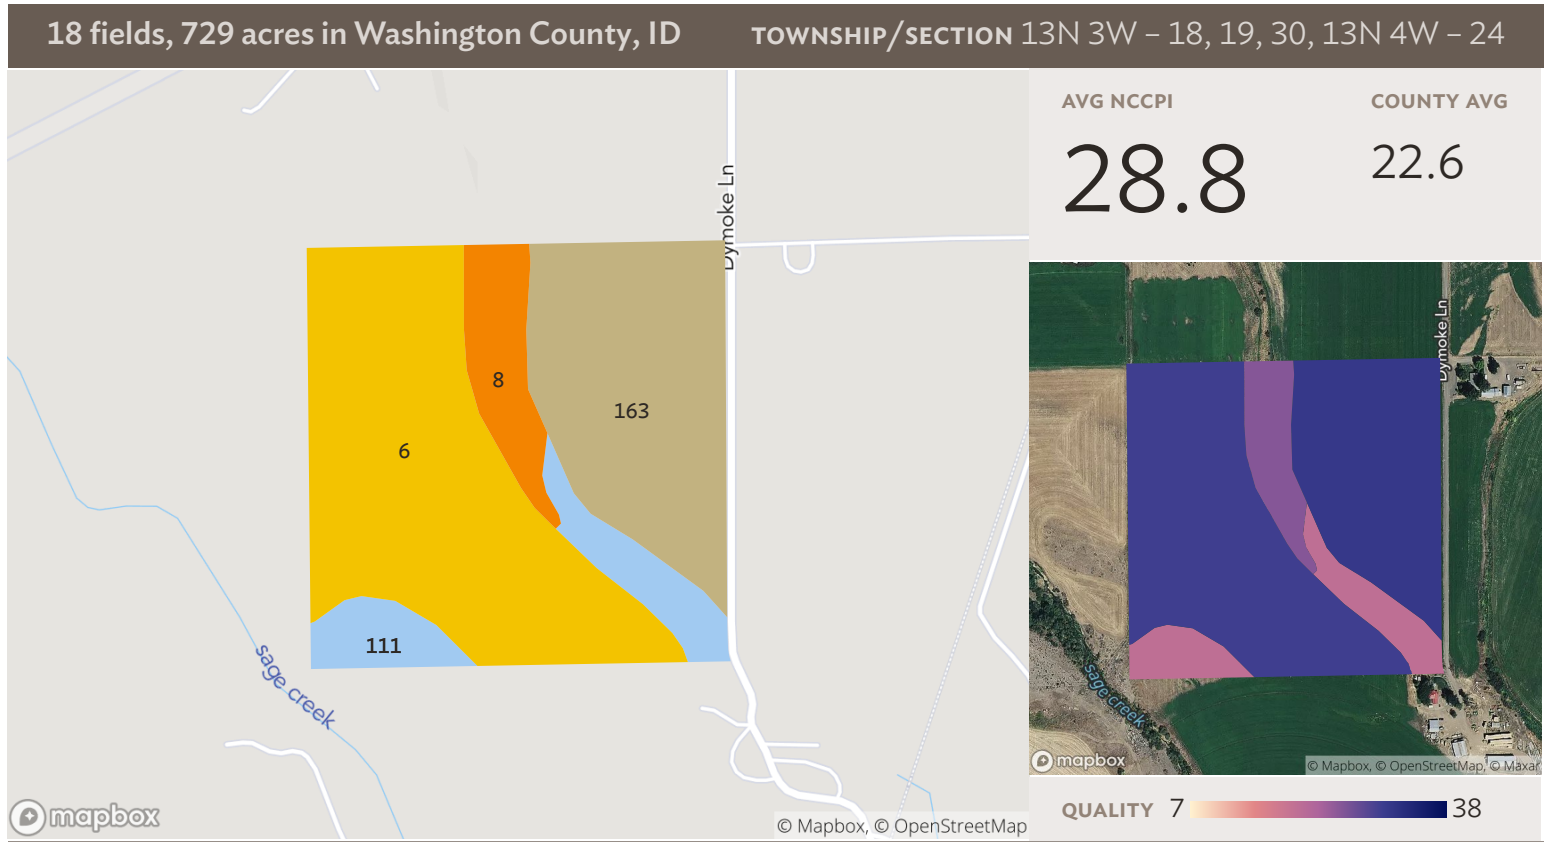 18 fields, 729 acres in Washington County, ID
TOWNSHIP/SECTION 13N 3W – 18, 19, 30, 13N 4W – 24
AVG NCCPI
28.8
COUNTY AVG
22.6
Dymoke Ln
8
163
6
111
sage creek
mapbox
© Mapbox, © OpenStreetMap
Dymoke Ln
sage creek
mapbox
© Mapbox, © OpenStreetMap, © Maxar
QUALITY 7 38